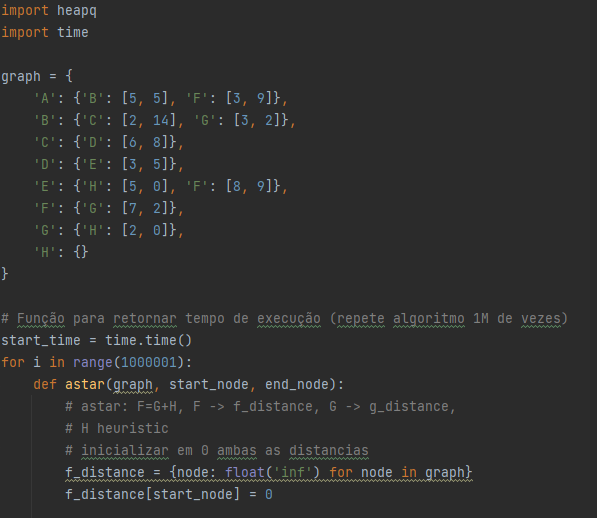 import heapq
import time
graph = {
    'A': {'B': [5, 5], 'F': [3, 9]},
    'B': {'C': [2, 14], 'G': [3, 2]},
    'C': {'D': [6, 8]},
    'D': {'E': [3, 5]},
    'E': {'H': [5, 0], 'F': [8, 9]},
    'F': {'G': [7, 2]},
    'G': {'H': [2, 0]},
    'H': {}
}
# Função para retornar tempo de execução (repete algoritmo 1M de vezes)
start_time = time.time()
for i in range(1000001):
    def astar(graph, start_node, end_node):
        # astar: F=G+H, F -> f_distance, G -> g_distance,
        # H heuristic
        # inicializar em 0 ambas as distancias
        f_distance = {node: float('inf') for node in graph}
        f_distance[start_node] = 0